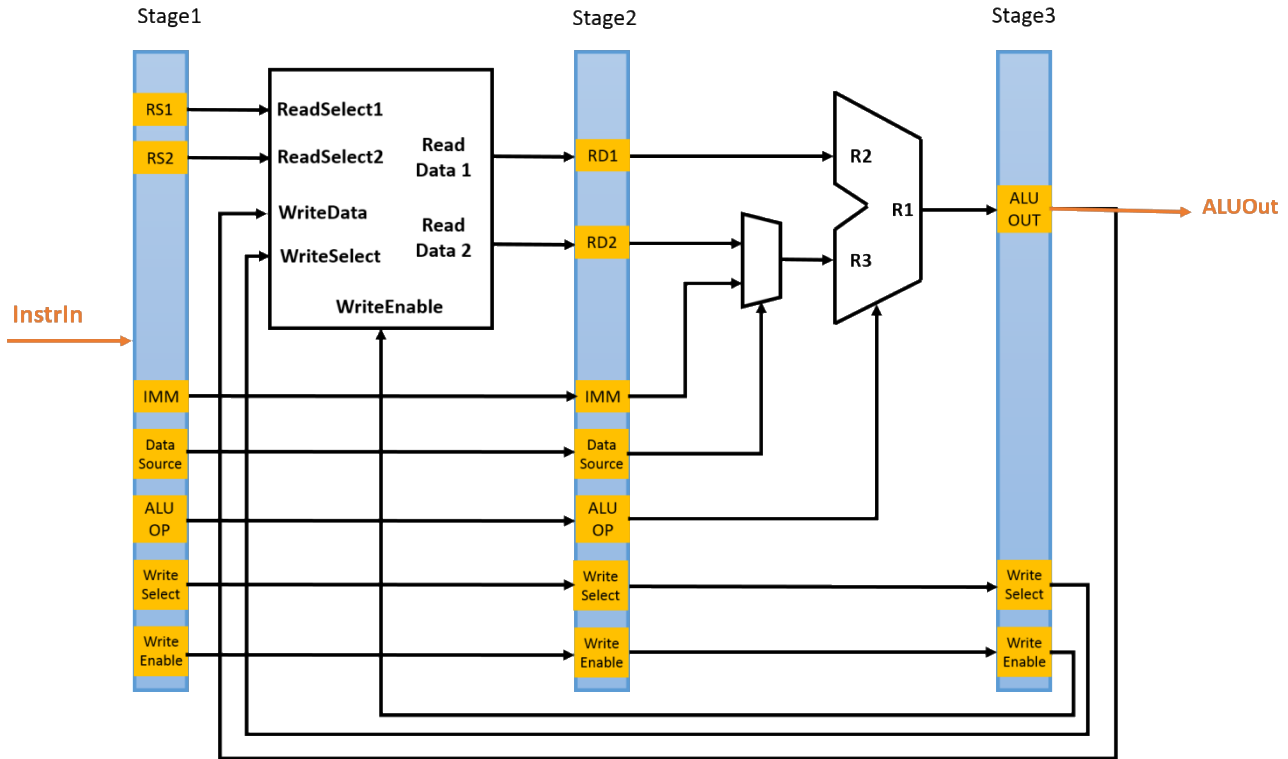 Stage1
Stage2
Stage3
RS1
ReadSelect1
RS2
ReadSelect2
Read
Data 1
RD1
R2
WriteData
WriteSelect
Read
Data 2
RD2
R1
R3
ALU
OUT
ALUOut
WriteEnable
InstrIn
IMM
IMM
Data
Source
Data
Source
ALU
OP
ALU
OP
Write
Select
Write
Select
Write
Select
Write
Enable
Write
Enable
Write
Enable